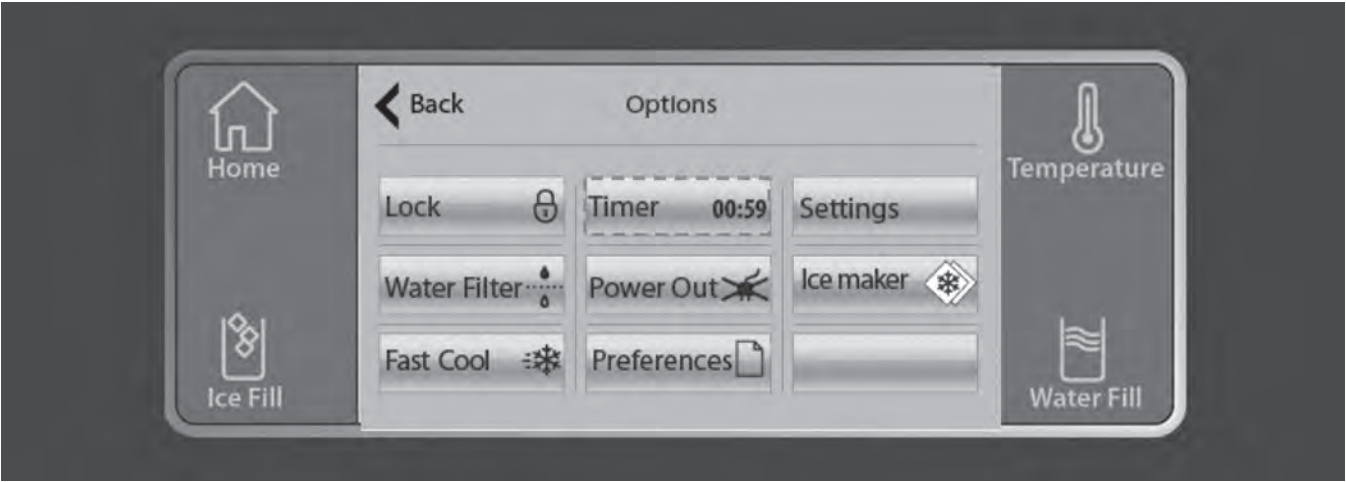 Back
Options
Home
Temperature
Lock
Timer 00:59
Settings
Water Filter
Power Out
Ice maker
Fast Cool
Preferences
Ice Fill
Water Fill